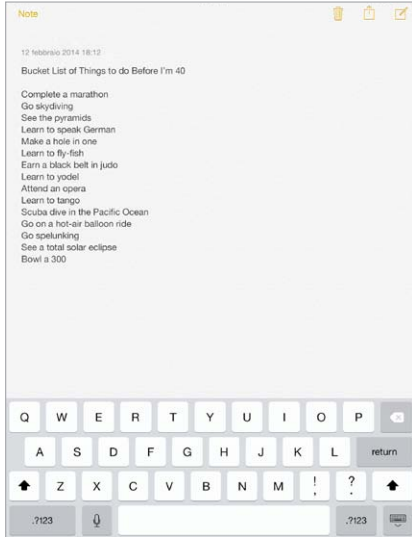 Note
12 febbraio 2014 18:12
Bucket List of Things to do Before I'm 40
Complete a marathon
Go skydiving
See the pyramids
Learn to speak German
Make a hole in one
Learn to fly-fish
Earn a black belt in judo
Learn to yodel
Attend an opera
Learn to tango
Scuba dive in the Pacific Ocean
Go on a hot-air balloon ride
Go spelunking
See a total solar eclipse
Bowl a 300
Q W E R T Y U I O P
A S D F G H J K L return
Z X C V B N M ! , ? .
.?123 .?123